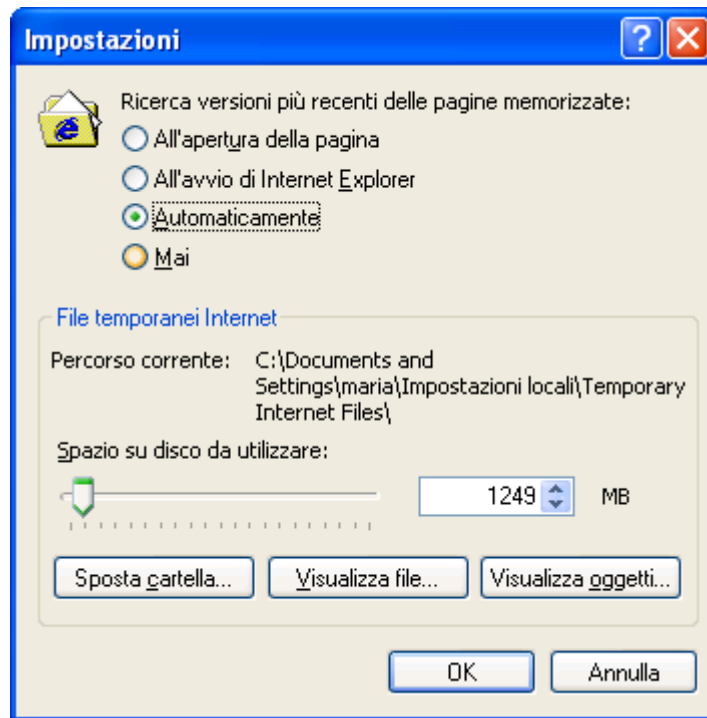 Impostazioni
Ricerca versioni più recenti delle pagine memorizzate:
All'apertura della pagina
All'avvio di Internet Explorer
Automaticamente
Mai
File temporanei Internet
Percorso corrente: C:\Documents and
Settings\maria\Impostazioni locali\Temporary
Internet Files\
Spazio su disco da utilizzare:
1249 MB
Sposta cartella... Visualizza file... Visualizza oggetti...
OK Annulla